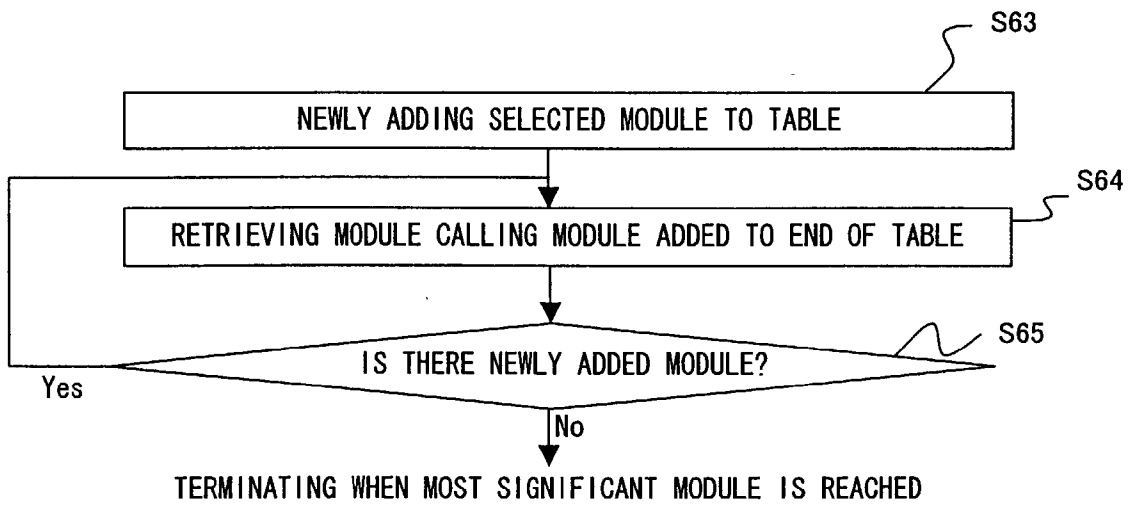 S63
NEWLY ADDING SELECTED MODULE TO TABLE
S64
RETRIEVING MODULE CALLING MODULE ADDED TO END OF TABLE
S65
IS THERE NEWLY ADDED MODULE?
Yes
No
TERMINATING WHEN MOST SIGNIFICANT MODULE IS REACHED